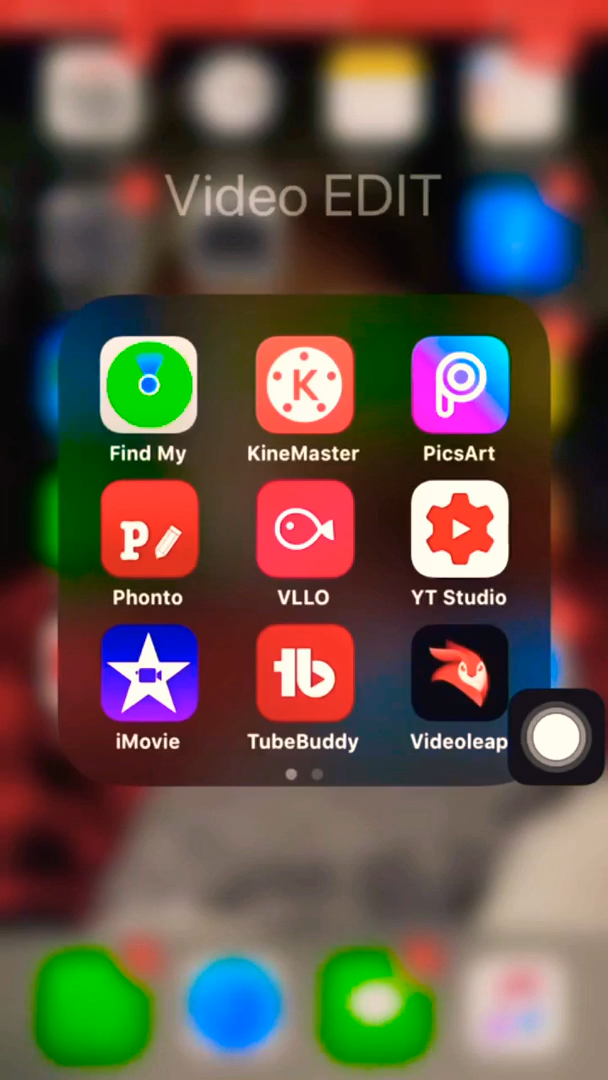 Video EDIT
Find My
KineMaster
PicsArt
Phonto
VLLO
YT Studio
iMovie
TubeBuddy
Videoleap